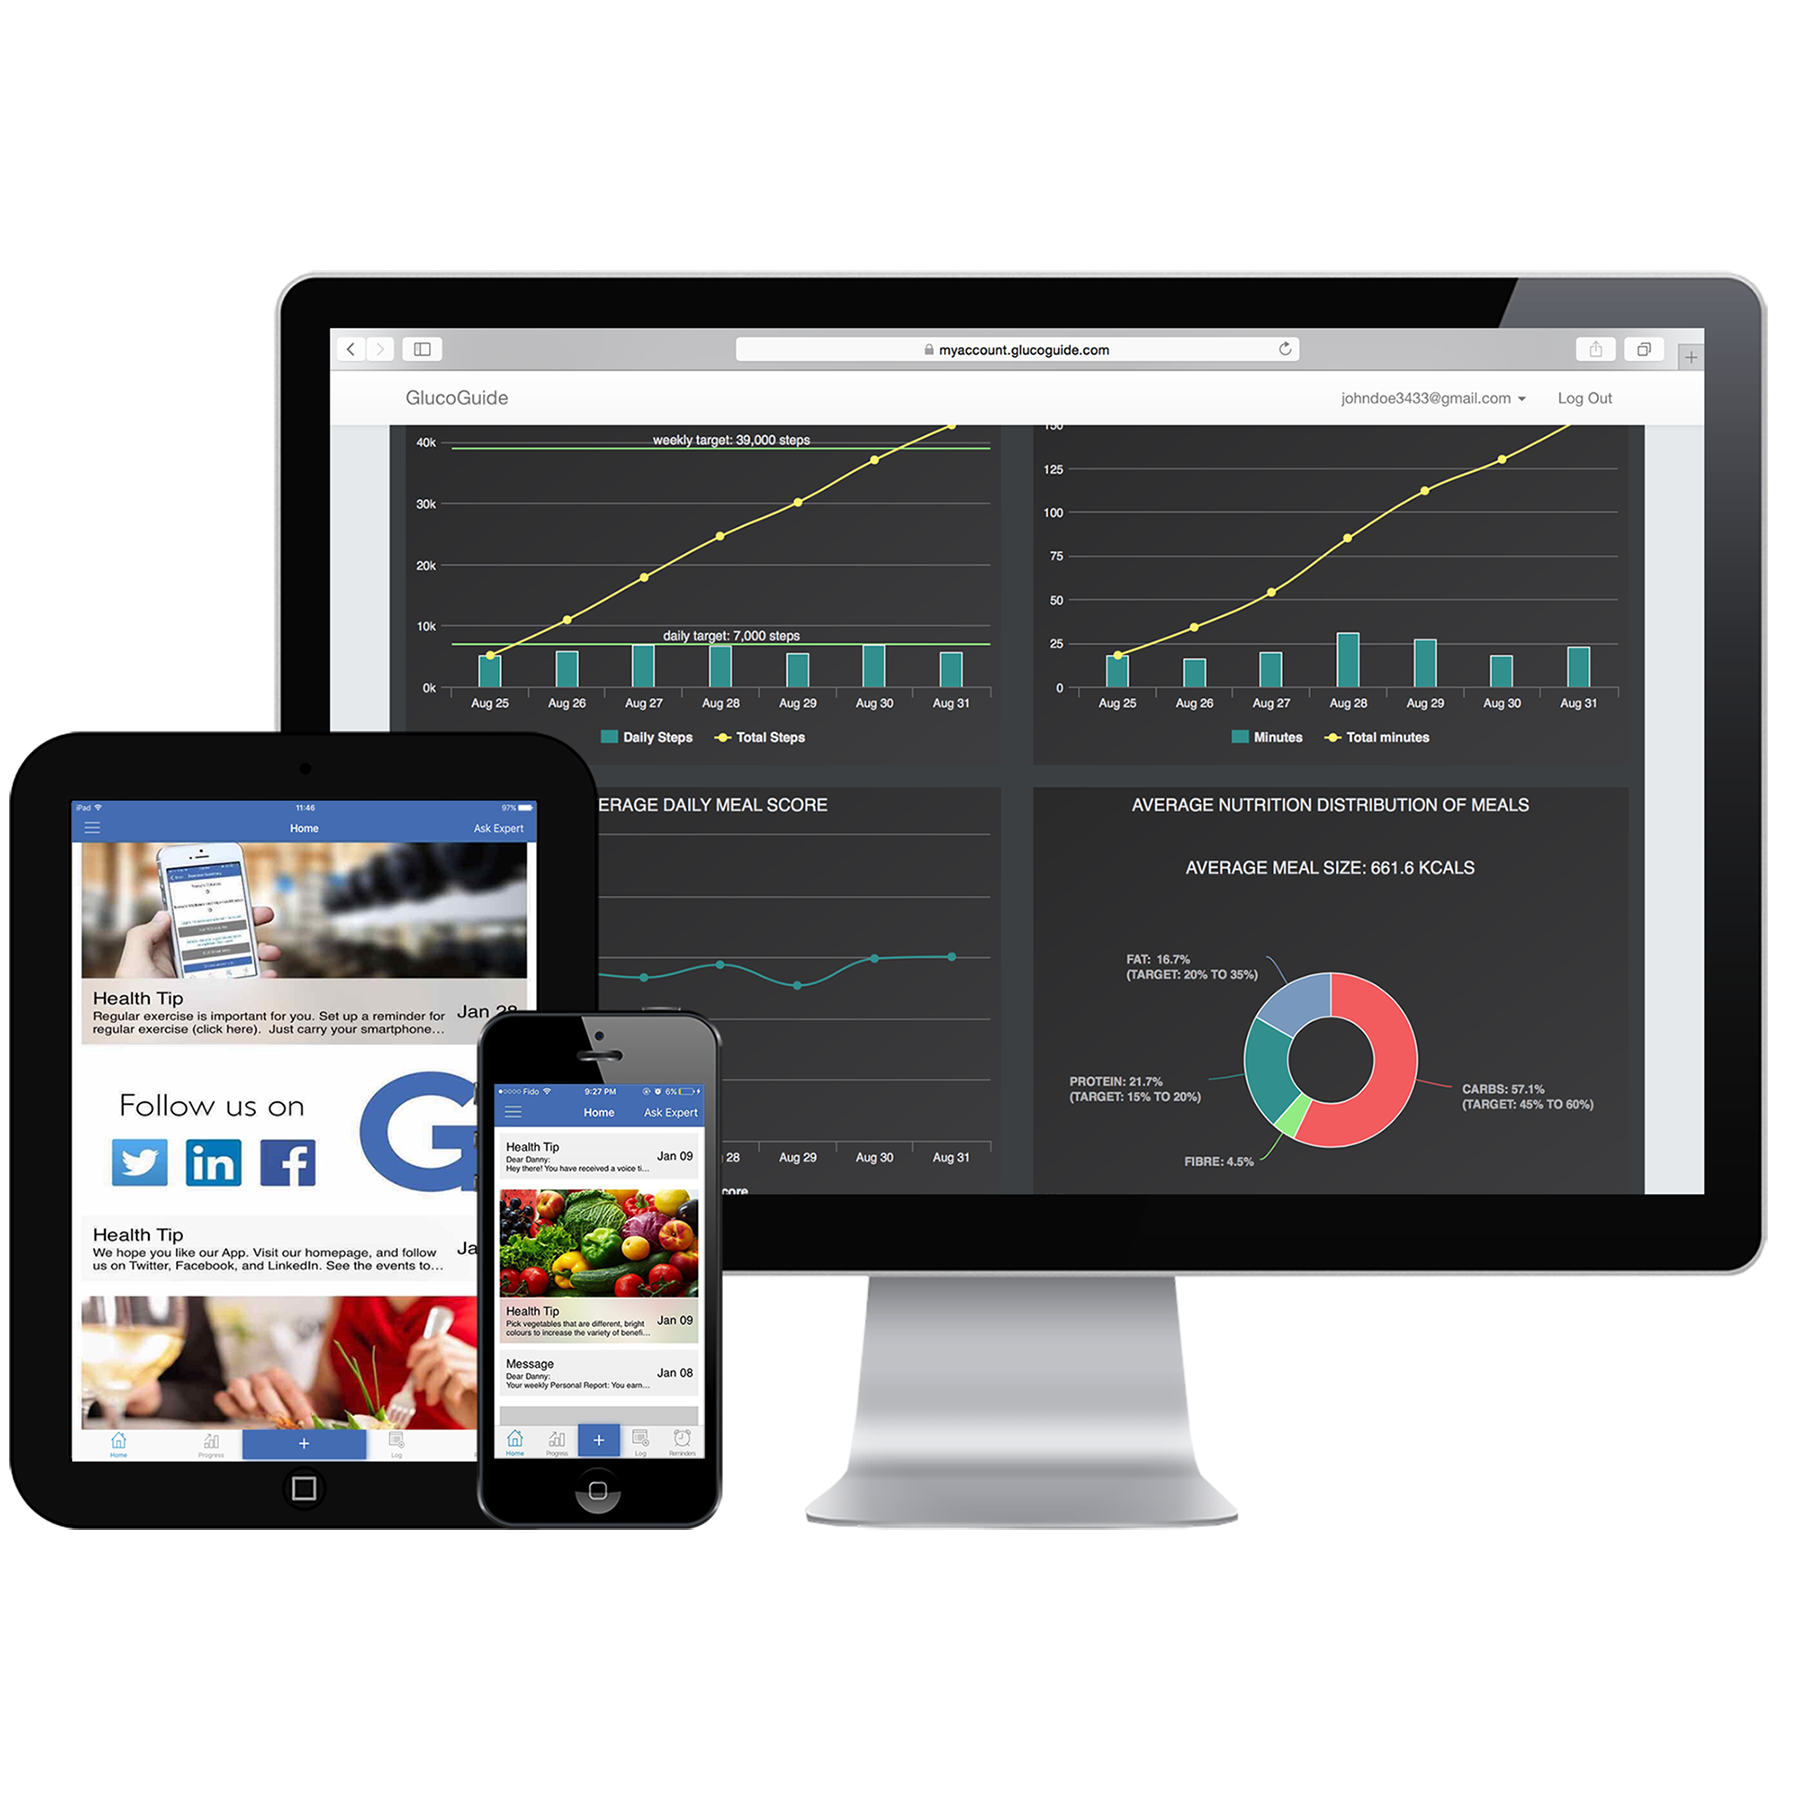 myaccount.glucoguide.com
GlucoGuide
johndoe3433@gmail.com
Log Out
40k
30k
20k
10k
0k
weekly target: 39,000 steps
daily target: 7,000 steps
Aug 25 Aug 26 Aug 27 Aug 28 Aug 29 Aug 30 Aug 31
Daily Steps Total Steps
150
125
100
75
50
25
0
Aug 25 Aug 26 Aug 27 Aug 28 Aug 29 Aug 30 Aug 31
Minutes Total minutes
ERAGE DAILY MEAL SCORE
28 Aug 29 Aug 30 Aug 31
core
AVERAGE NUTRITION DISTRIBUTION OF MEALS
AVERAGE MEAL SIZE: 661.6 KCALS
FAT: 16.7%
(TARGET: 20% TO 35%)
PROTEIN: 21.7%
(TARGET: 15% TO 20%)
CARBS: 57.1%
(TARGET: 45% TO 60%)
FIBRE: 4.5%
iPad 11:46 97%
Home Ask Expert
Health Tip
Jan 28
Regular exercise is important for you. Set up a reminder for
regular exercise (click here). Just carry your smartphone...
Follow us on
in f
G
Health Tip
Ja
We hope you like our App. Visit our homepage, and follow
us on Twitter, Facebook, and LinkedIn. See the events to...
Home Progress + Log
Fido 9:27 PM 6%
Home Ask Expert
Health Tip
Jan 09
Dear Danny:
Hey there! You have received a voice ti...
Health Tip
Jan 09
Pick vegetables that are different, bright
colours to increase the variety of benefi...
Message
Jan 08
Dear Danny:
Your weekly Personal Report: You earn...
Home Progress + Log Reminders